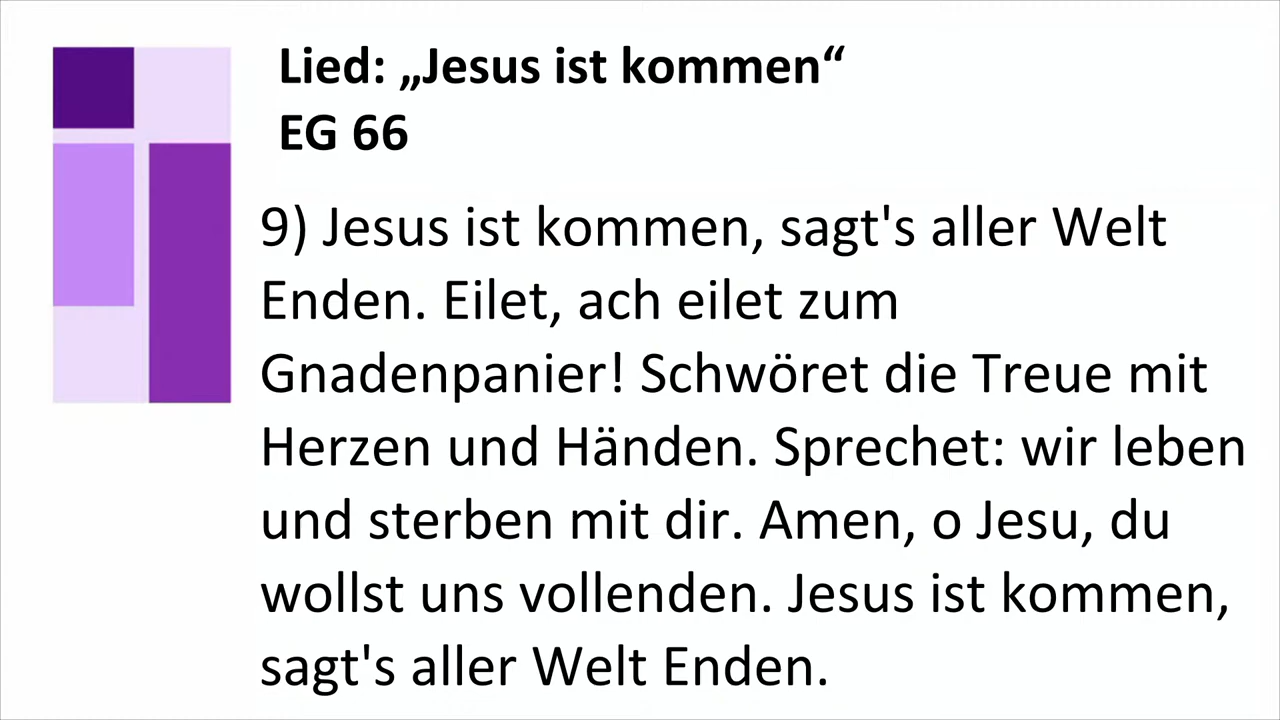 Lied: „Jesus ist kommen“
EG 66
9) Jesus ist kommen, sagt's aller Welt
Enden. Eilet, ach eilet zum
Gnadenpanier! Schwöret die Treue mit
Herzen und Händen. Sprechet: wir leben
und sterben mit dir. Amen, o Jesu, du
wollst uns vollenden. Jesus ist kommen,
sagt's aller Welt Enden.